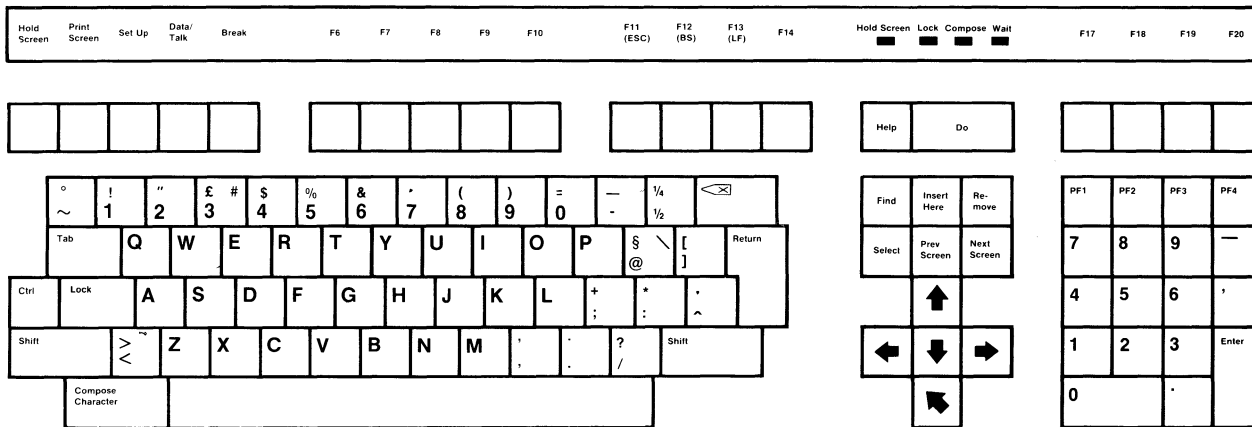 Hold Screen Print Screen Set Up Data/ Talk Break F6 F7 F8 F9 F10 F11 (ESC) F12 (BS) F13 (LF) F14 Hold Screen Lock Compose Wait F17 F18 F19 F20
Help Do
° ~ ! 1 " 2 £ # 3 $ 4 % 5 & 6 ' 7 ( 8 ) 9 = 0 — - ¼ ½ Find Insert Here Re- move PF1 PF2 PF3 PF4
Tab Q W E R T Y U I O P § \ @ [ ] Return Select Prev Screen Next Screen 7 8 9 —
Ctrl Lock A S D F G H J K L + ; * : ^ 4 5 6 ,
Shift > ¬ < Z X C V B N M , , . . ? / Shift 1 2 3 Enter
Compose Character 0 .